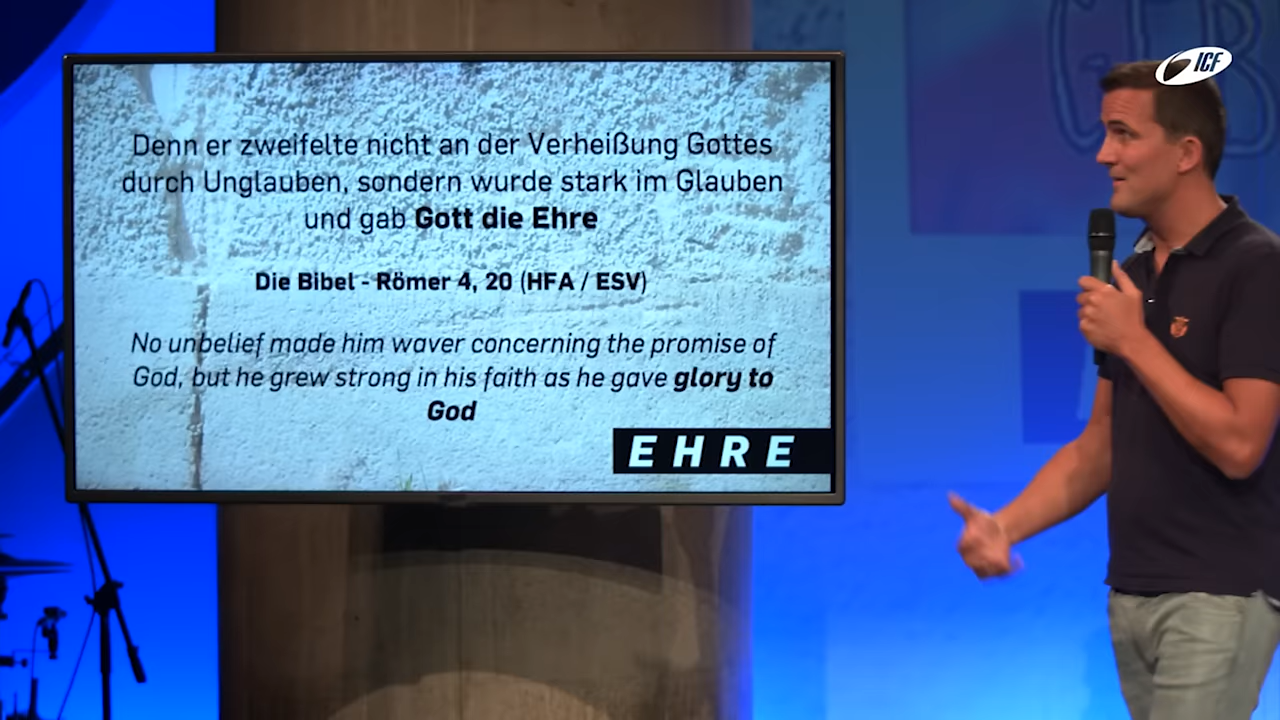 ICF
Denn er zweifelte nicht an der Verheißung Gottes
durch Unglauben, sondern wurde stark im Glauben
und gab Gott die Ehre
Die Bibel - Römer 4, 20 (HFA / ESV)
No unbelief made him waver concerning the promise of
God, but he grew strong in his faith as he gave glory to
God
EHRE